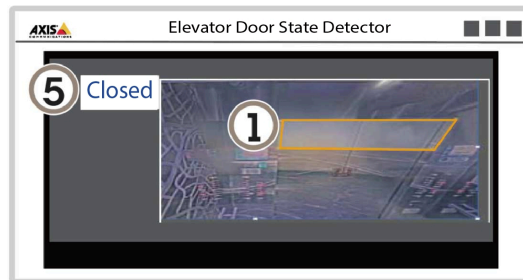 AXIS
COMMUNICATIONS
Elevator Door State Detector
5
Closed
1